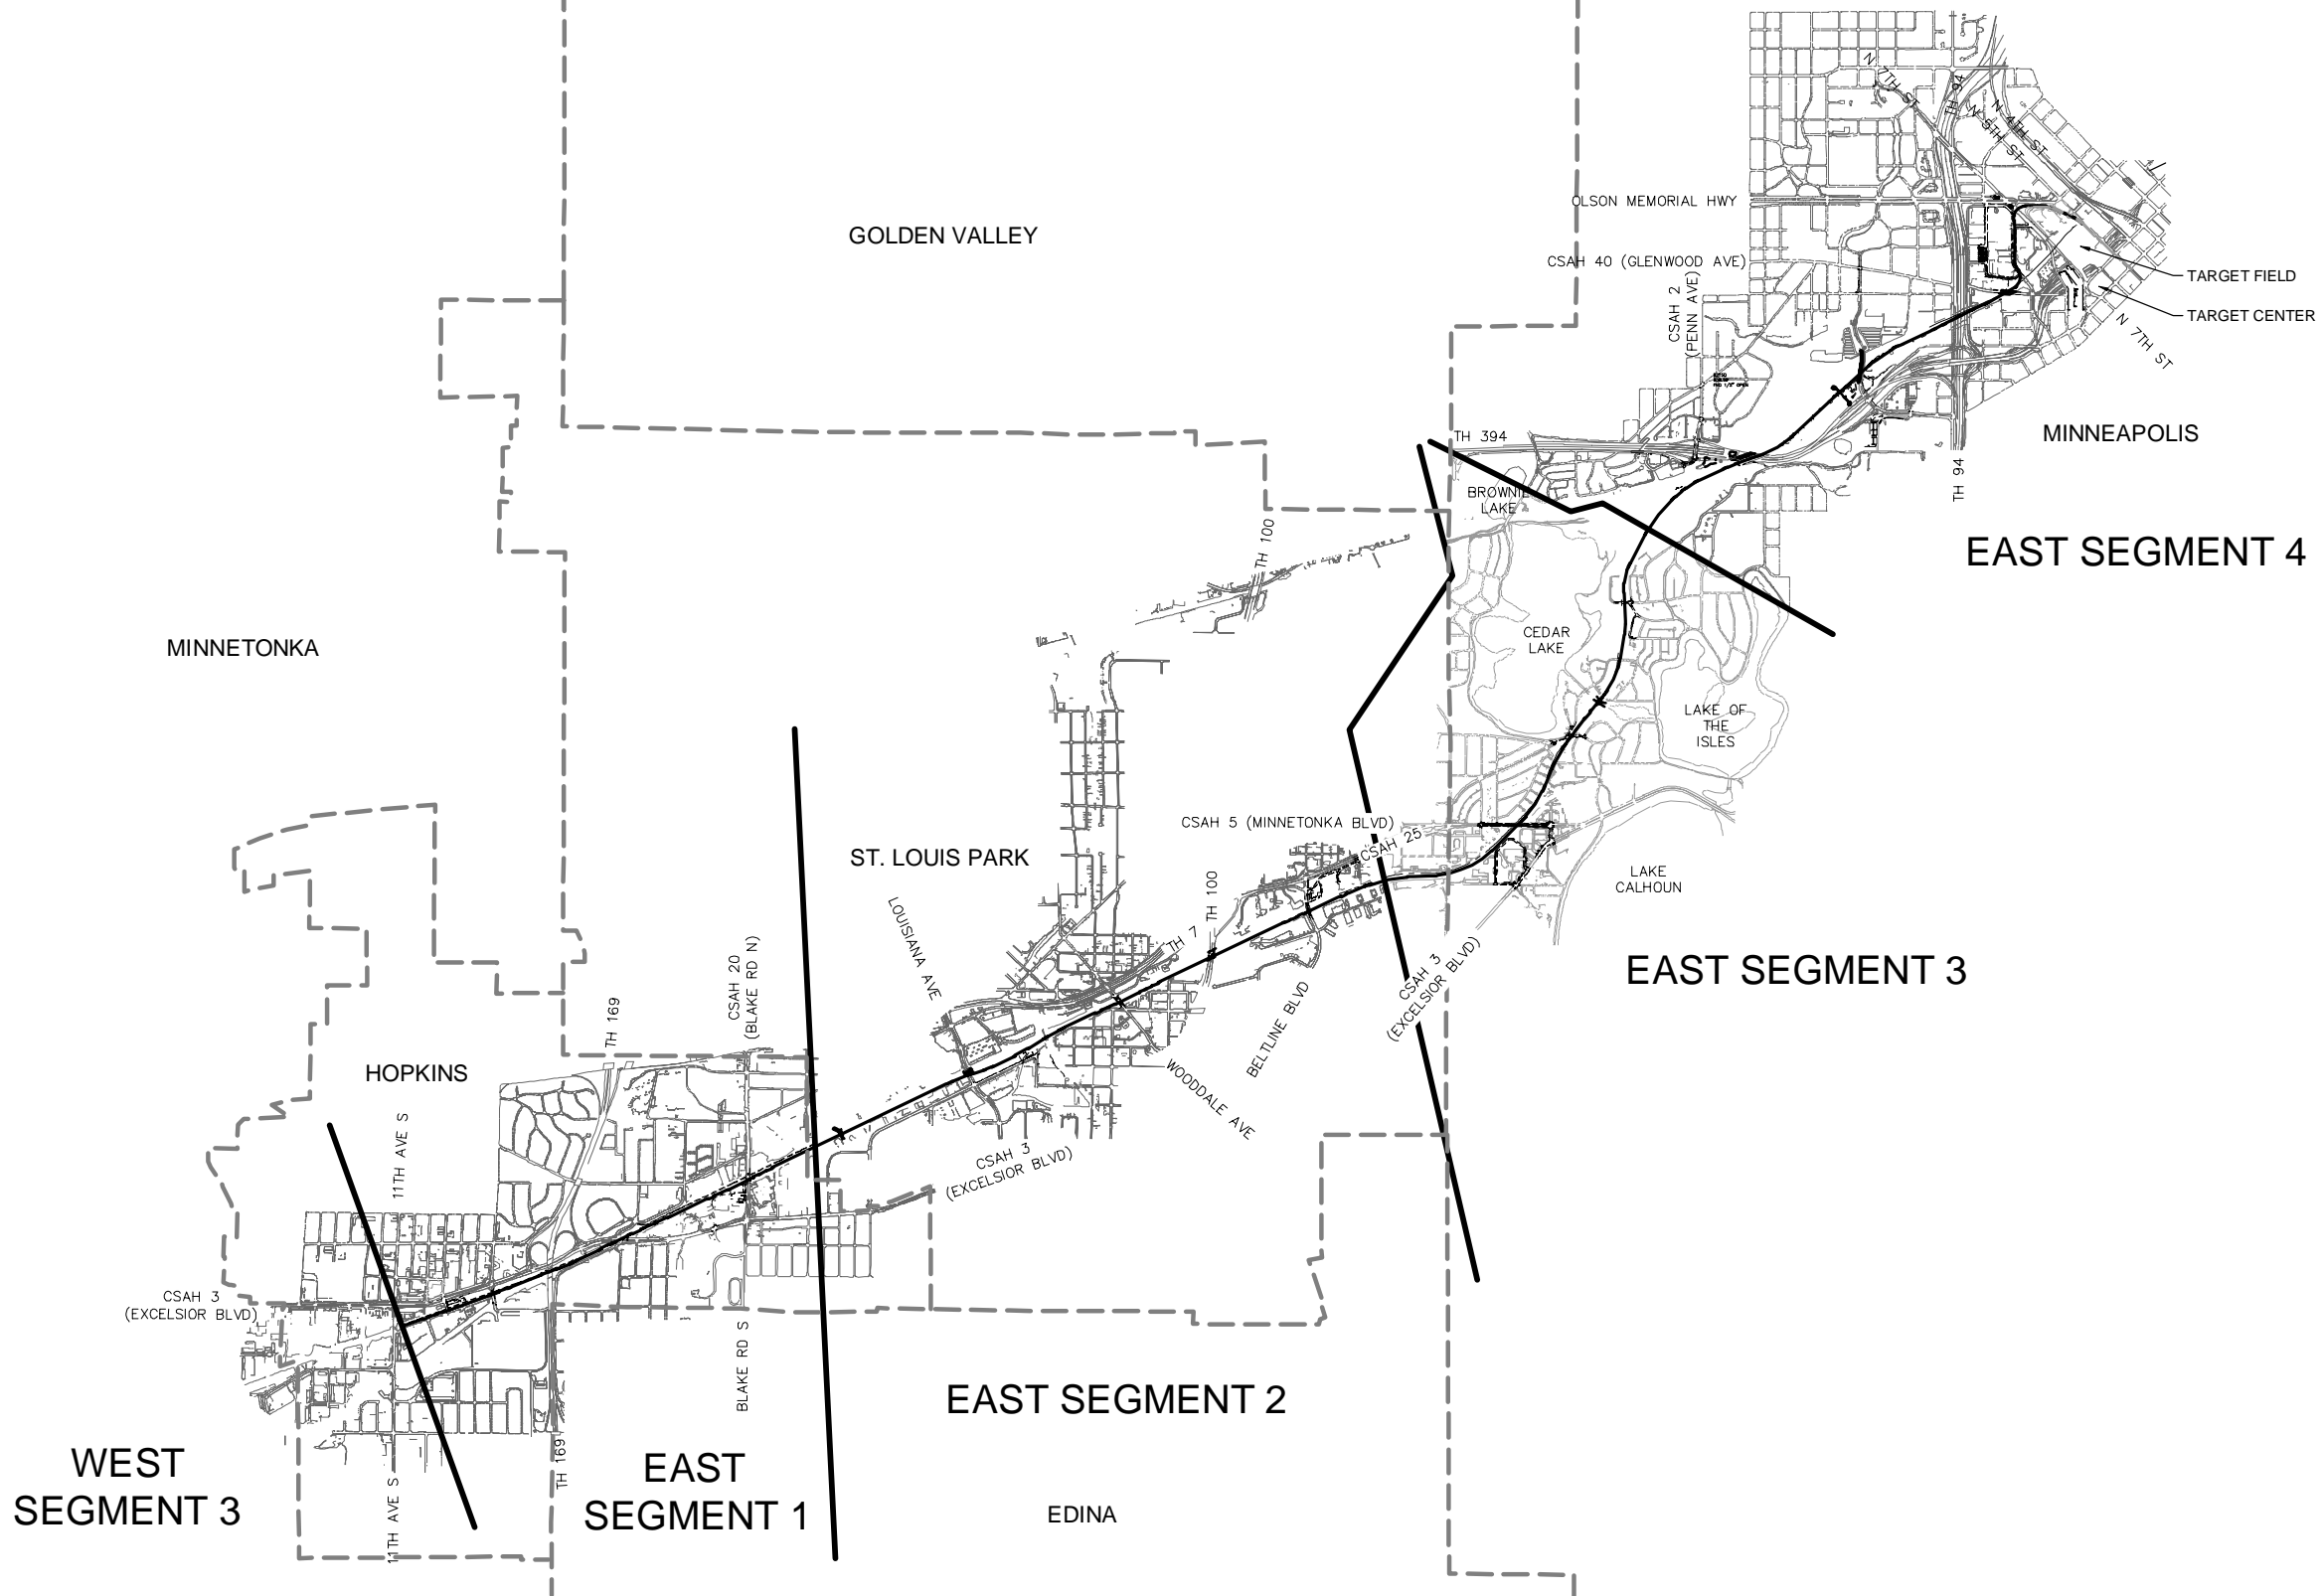 N 7TH ST
TH 94
N 4TH ST
N 5TH ST
OLSON MEMORIAL HWY
GOLDEN VALLEY
CSAH 40 (GLENWOOD AVE)
TARGET FIELD
CSAH 2
(PENN AVE)
TARGET CENTER
N 7TH ST
TH 394
MINNEAPOLIS
TH 94
BROWNIE
LAKE
TH 100
EAST SEGMENT 4
MINNETONKA
CEDAR
LAKE
LAKE OF
THE
ISLES
CSAH 5 (MINNETONKA BLVD)
CSAH 25
ST. LOUIS PARK
LAKE
CALHOUN
LOUISIANA AVE
TH 100
TH 7
CSAH 20
(BLAKE RD N)
CSAH 3
(EXCELSIOR BLVD)
EAST SEGMENT 3
TH 169
BELTLINE BLVD
HOPKINS
WOODDALE AVE
11TH AVE S
CSAH 3
(EXCELSIOR BLVD)
CSAH 3
(EXCELSIOR BLVD)
BLAKE RD S
EAST SEGMENT 2
WEST
SEGMENT 3
TH 169
EAST
SEGMENT 1
11TH AVE S
EDINA